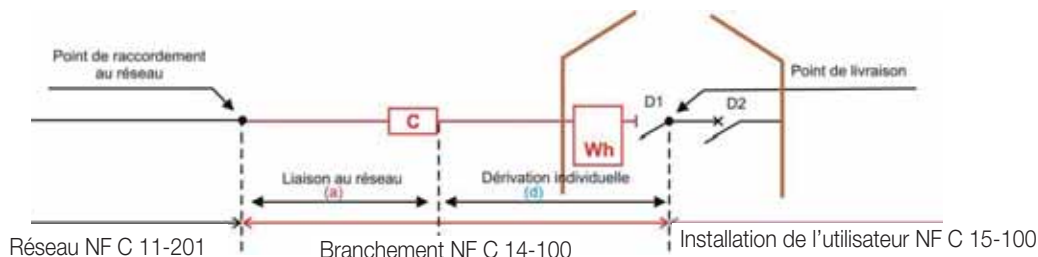 Point de raccordement
au réseau
Point de livraison
D1
D2
C
Wh
Liaison au réseau
(a)
Dérivation individuelle
(d)
Réseau NF C 11-201
Branchement NF C 14-100
Installation de l'utilisateur NF C 15-100